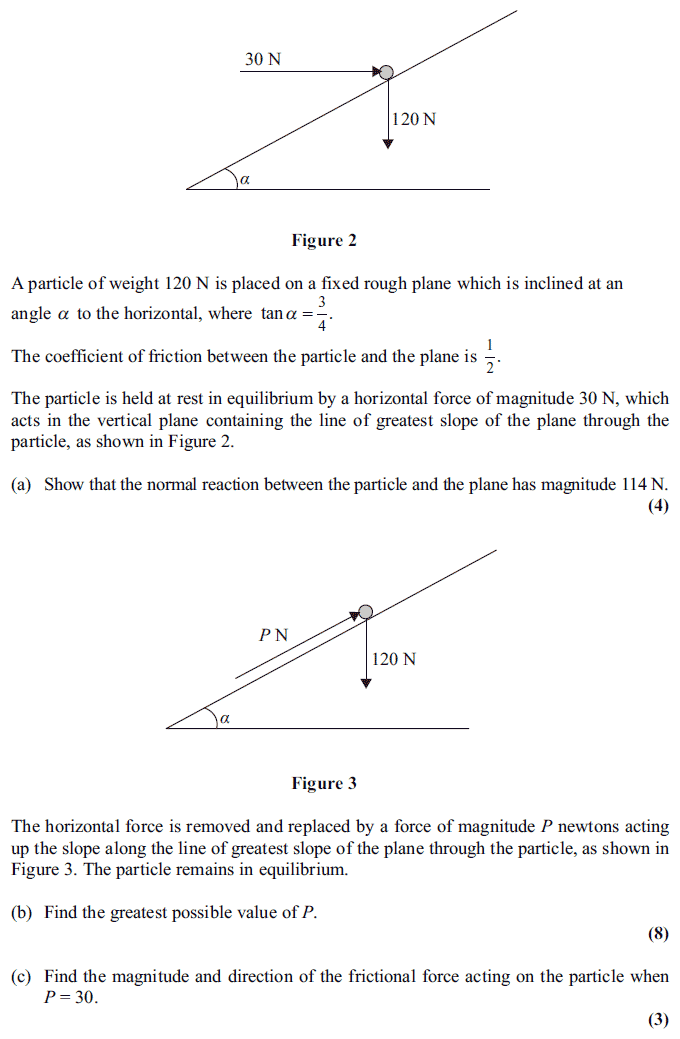 30 N
120 N
α
Figure 2
A particle of weight 120 N is placed on a fixed rough plane which is inclined at an
angle α to the horizontal, where tan α = 3/4.
The coefficient of friction between the particle and the plane is 1/2.
The particle is held at rest in equilibrium by a horizontal force of magnitude 30 N, which
acts in the vertical plane containing the line of greatest slope of the plane through the
particle, as shown in Figure 2.
(a) Show that the normal reaction between the particle and the plane has magnitude 114 N.
(4)
P N
120 N
α
Figure 3
The horizontal force is removed and replaced by a force of magnitude P newtons acting
up the slope along the line of greatest slope of the plane through the particle, as shown in
Figure 3. The particle remains in equilibrium.
(b) Find the greatest possible value of P.
(8)
(c) Find the magnitude and direction of the frictional force acting on the particle when
P = 30.
(3)